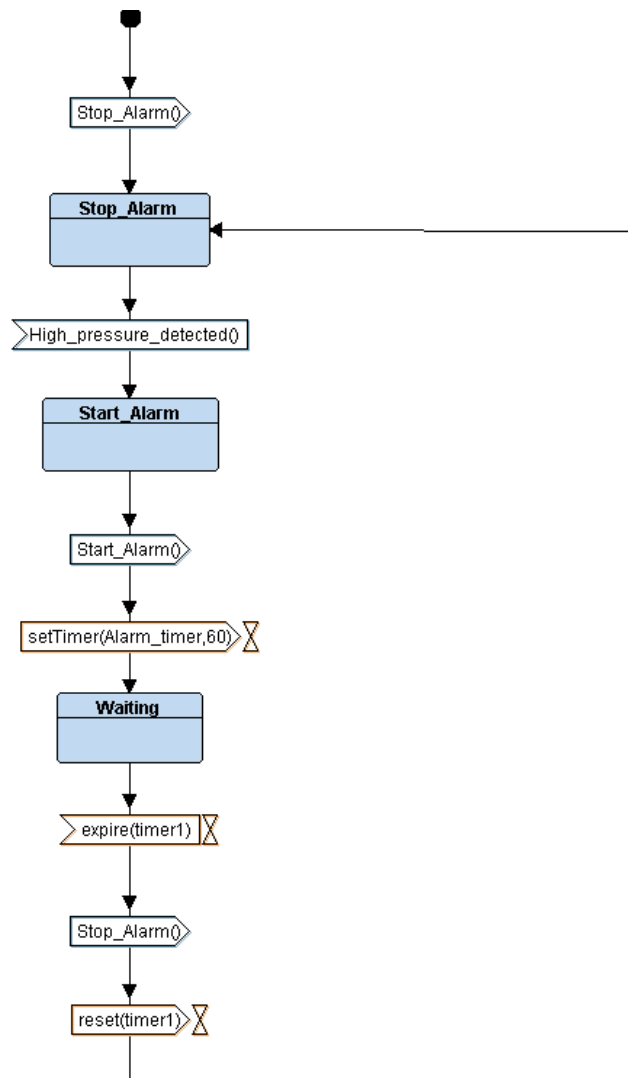 Stop_Alarm()
Stop_Alarm
High_pressure_detected()
Start_Alarm
Start_Alarm()
setTimer(Alarm_timer,60)
Waiting
expire(timer1)
Stop_Alarm()
reset(timer1)